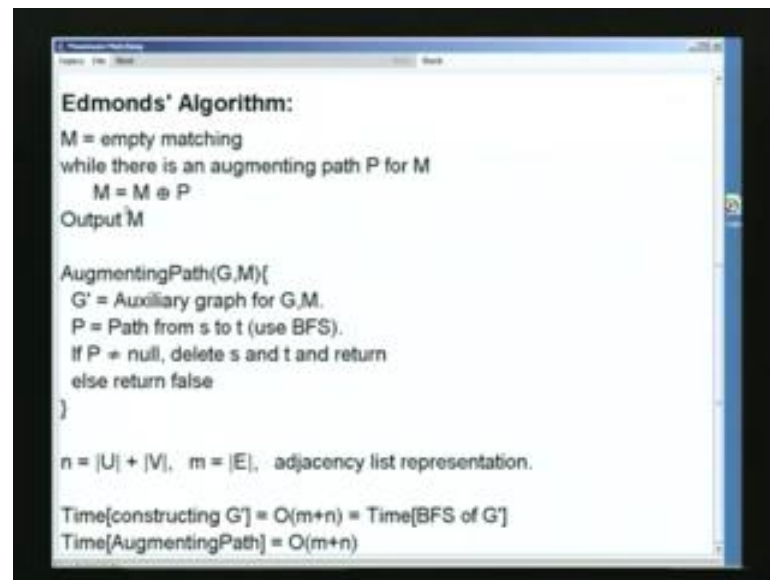 Edmonds' Algorithm:
M = empty matching
while there is an augmenting path P for M
M = M ⊕ P
Output M
AugmentingPath(G,M){
G' = Auxiliary graph for G,M.
P = Path from s to t (use BFS).
If P ≠ null, delete s and t and return
else return false
}
n = |U| + |V|, m = |E|, adjacency list representation.
Time[constructing G'] = O(m+n) = Time[BFS of G']
Time[AugmentingPath] = O(m+n)